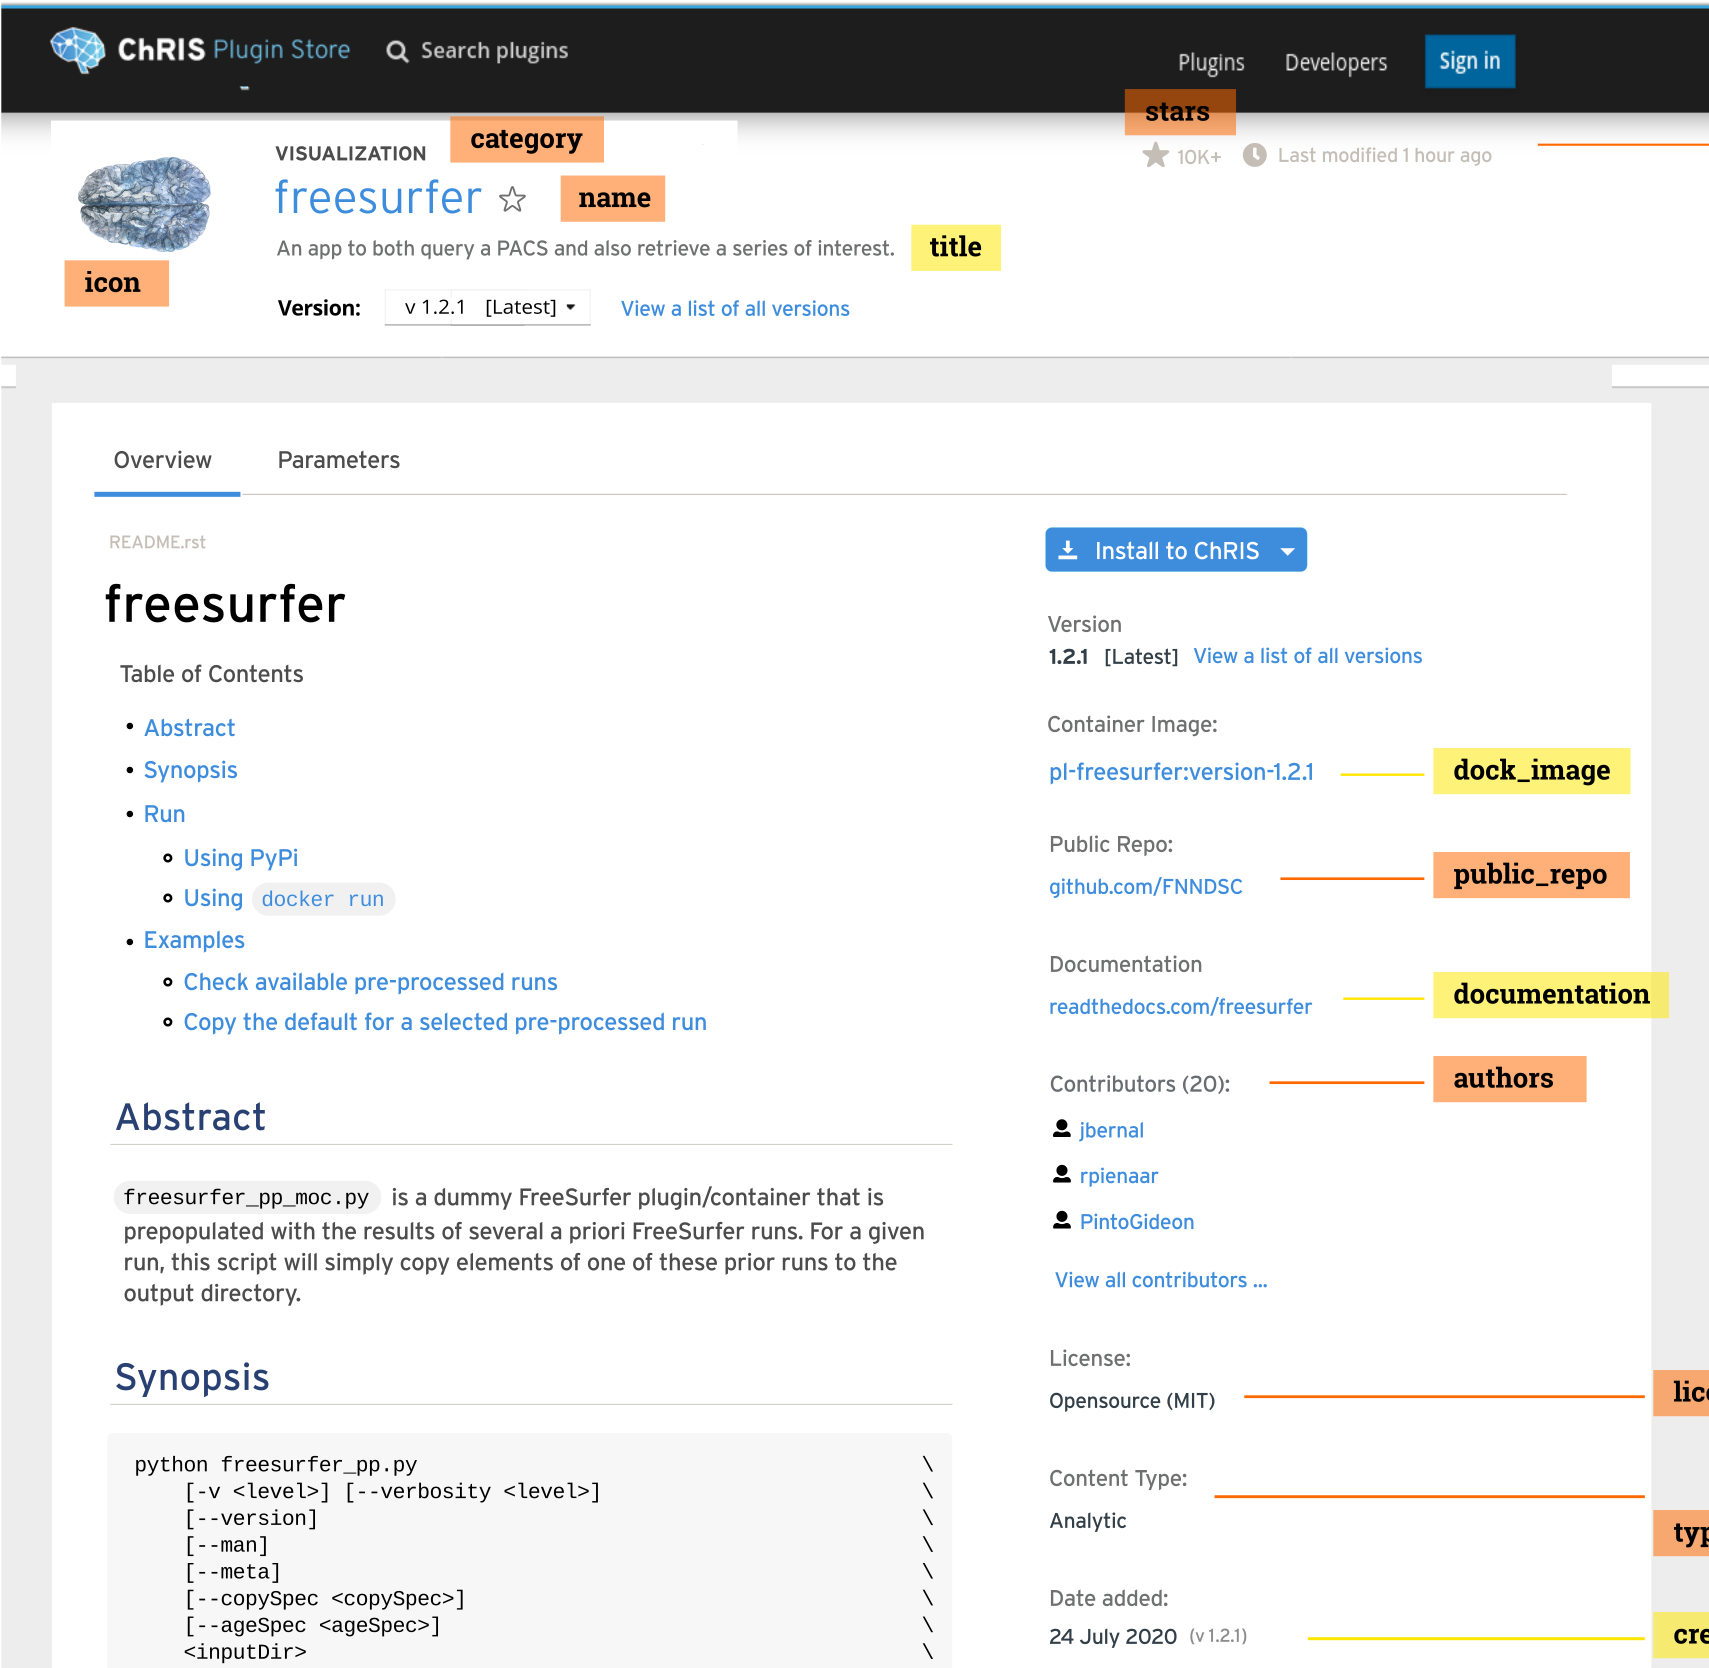 ChRIS Plugin Store Search plugins
Plugins Developers Sign in
stars
category
VISUALIZATION
10K+ Last modified 1 hour ago
freesurfer name
An app to both query a PACS and also retrieve a series of interest. title
icon
Version: v 1.2.1 [Latest] View a list of all versions
Overview Parameters
README.rst
freesurfer
Table of Contents
• Abstract
• Synopsis
• Run
Using PyPi
Using docker run
• Examples
Check available pre-processed runs
Copy the default for a selected pre-processed run
Abstract
freesurfer_pp_moc.py is a dummy FreeSurfer plugin/container that is
prepopulated with the results of several a priori FreeSurfer runs. For a given
run, this script will simply copy elements of one of these prior runs to the
output directory.
Synopsis
python freesurfer_pp.py \
[-v <level>] [--verbosity <level>] \
[--version] \
[--man] \
[--meta] \
[--copySpec <copySpec>] \
[--ageSpec <ageSpec>] \
<inputDir> \
Install to ChRIS
Version
1.2.1 [Latest] View a list of all versions
Container Image:
pl-freesurfer:version-1.2.1 dock_image
Public Repo:
github.com/FNNDSC public_repo
Documentation
readthedocs.com/freesurfer documentation
Contributors (20): authors
jbernal
rpienaar
PintoGideon
View all contributors ...
License:
Opensource (MIT)
Content Type:
Analytic
Date added:
24 July 2020 (v 1.2.1)